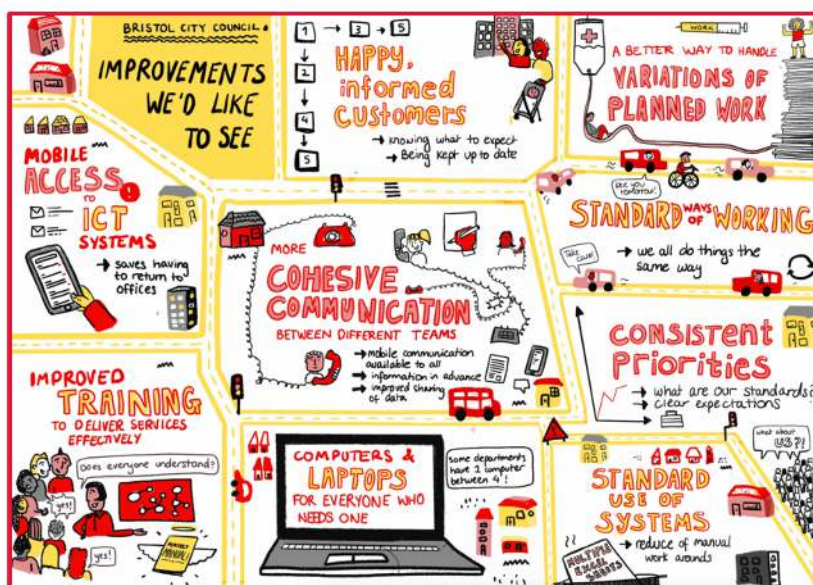 BRISTOL CITY COUNCIL.
IMPROVEMENTS
WE'D LIKE
TO SEE
1 3 5
2
4
5
HAPPY,
informed
customers
knowing what to expect
Being kept up to date
WORK
A BETTER WAY TO HANDLE
VARIATIONS OF
PLANNED WORK
MOBILE
ACCESS
TO
ICT
SYSTEMS
saves having
to return to
offices
MORE
COHESIVE
COMMUNICATION
BETWEEN DIFFERENT TEAMS
mobile communication
available to all
information in advance
improved sharing
of data
See you
tomorrow!
STANDARD WAYS OF WORKING
Take
care!
we all do things the
same way
CONSISTENT
PRIORITIES
what are our standards?
clear expectations
IMPROVED
TRAINING
TO DELIVER SERVICES
EFFECTIVELY
Does everyone understand?
yes!
yes!
MANUAL
COMPUTERS &
LAPTOPS
FOR EVERYONE WHO
NEEDS ONE
Some departments
have 1 computer
between 4!
what about
US?!
STANDARD
USE OF
SYSTEMS
reduce of manual
work arounds
MULTIPLE
EXCEL
SHEETS